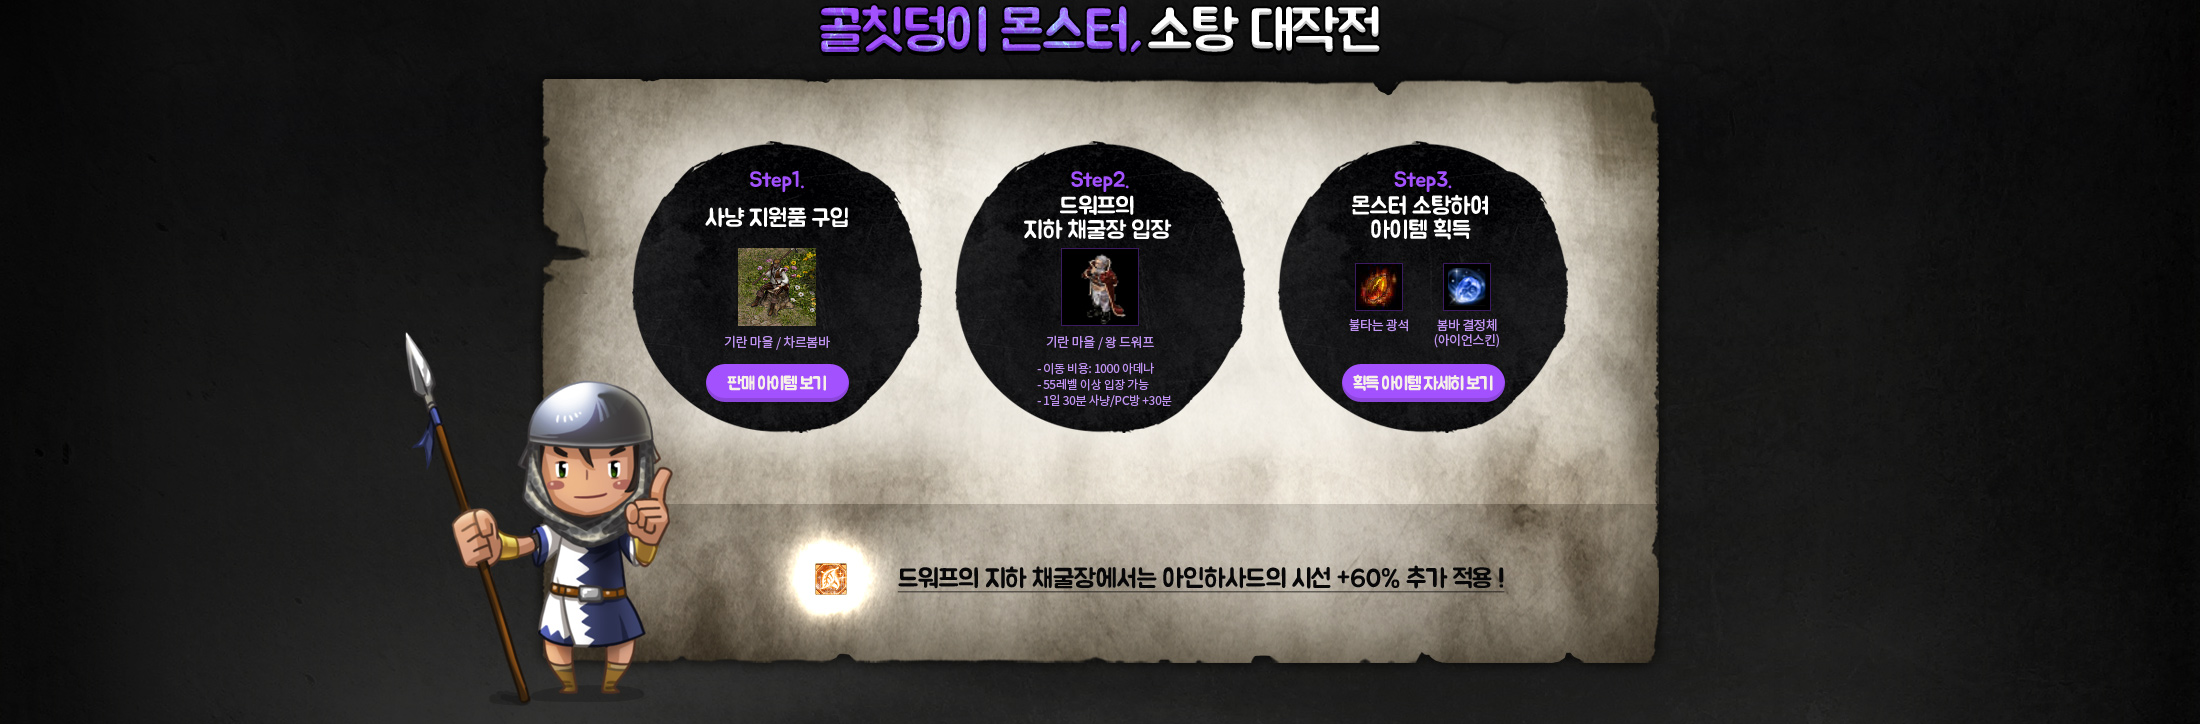 골칫덩이 몬스터, 소탕 대작전
Step1.
사냥 지원품 구입
기란 마을 / 차르봄바
판매 아이템 보기
Step2.
드워프의
지하 채굴장 입장
기란 마을 / 왕 드워프
- 이동 비용: 1000 아데나
- 55레벨 이상 입장 가능
- 1일 30분 사냥/PC방 +30분
Step3.
몬스터 소탕하여
아이템 획득
불타는 광석
봄바 결정체
(아이언스킨)
획득 아이템 자세히 보기
드워프의 지하 채굴장에서는 아인하사드의 시선 +60% 추가 적용 !